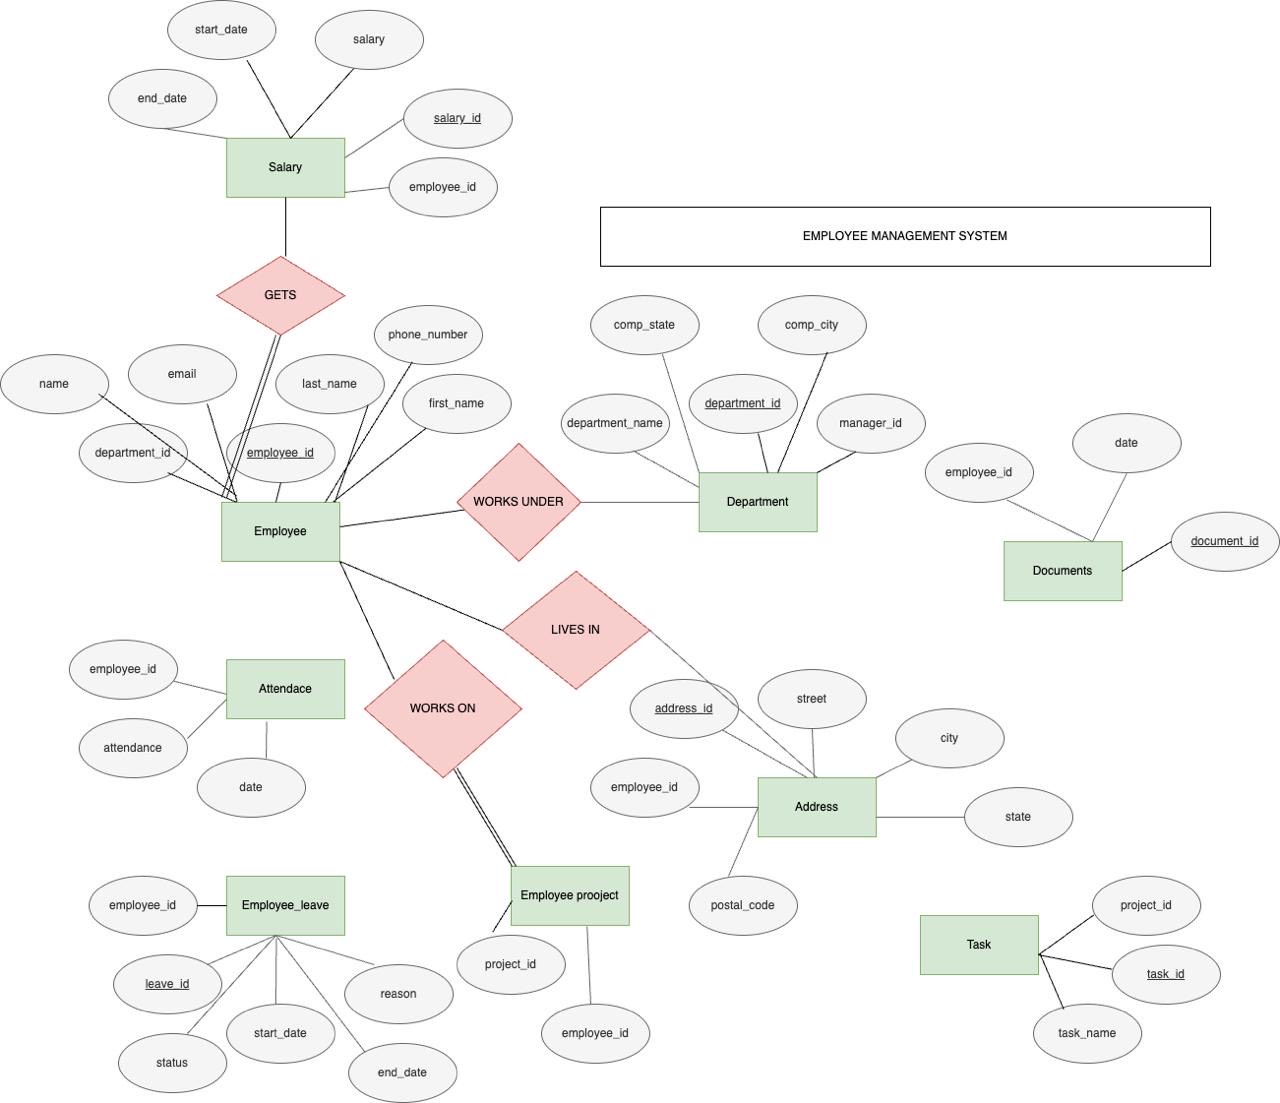 start_date
salary
end_date
salary_id
Salary
employee_id
EMPLOYEE MANAGEMENT SYSTEM
GETS
phone_number
comp_state
comp_city
name
email
last_name
first_name
department_id
department_name
manager_id
department_id
employee_id
date
employee_id
WORKS UNDER
Department
Employee
document_id
Documents
LIVES IN
employee_id
Attendace
WORKS ON
address_id
street
attendance
city
date
employee_id
Address
state
Employee prooject
employee_id
Employee_leave
postal_code
project_id
Task
project_id
leave_id
reason
task_id
start_date
employee_id
task_name
status
end_date